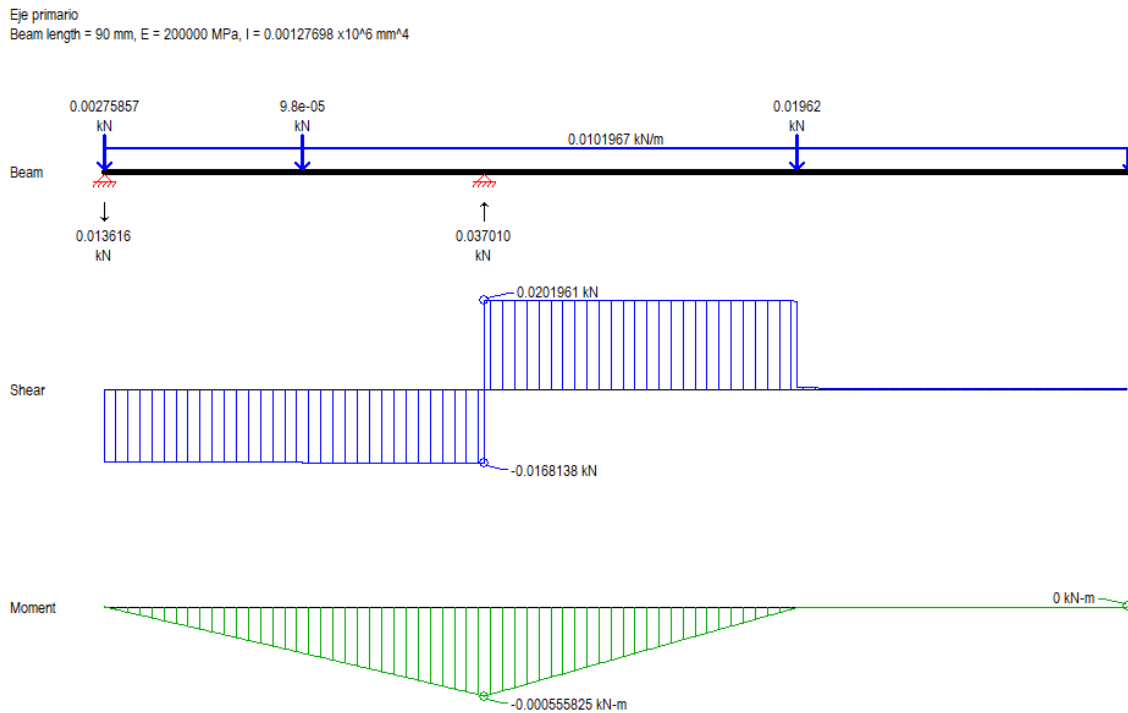 Eje primario
Beam length = 90 mm, E = 200000 MPa, I = 0.00127698 x10^6 mm^4
0.00275857
kN
9.8e-05
kN
0.01962
kN
0.0101967 kN/m
Beam
0.013616
kN
0.037010
kN
0.0201961 kN
Shear
-0.0168138 kN
Moment
0 kN-m
-0.000555825 kN-m